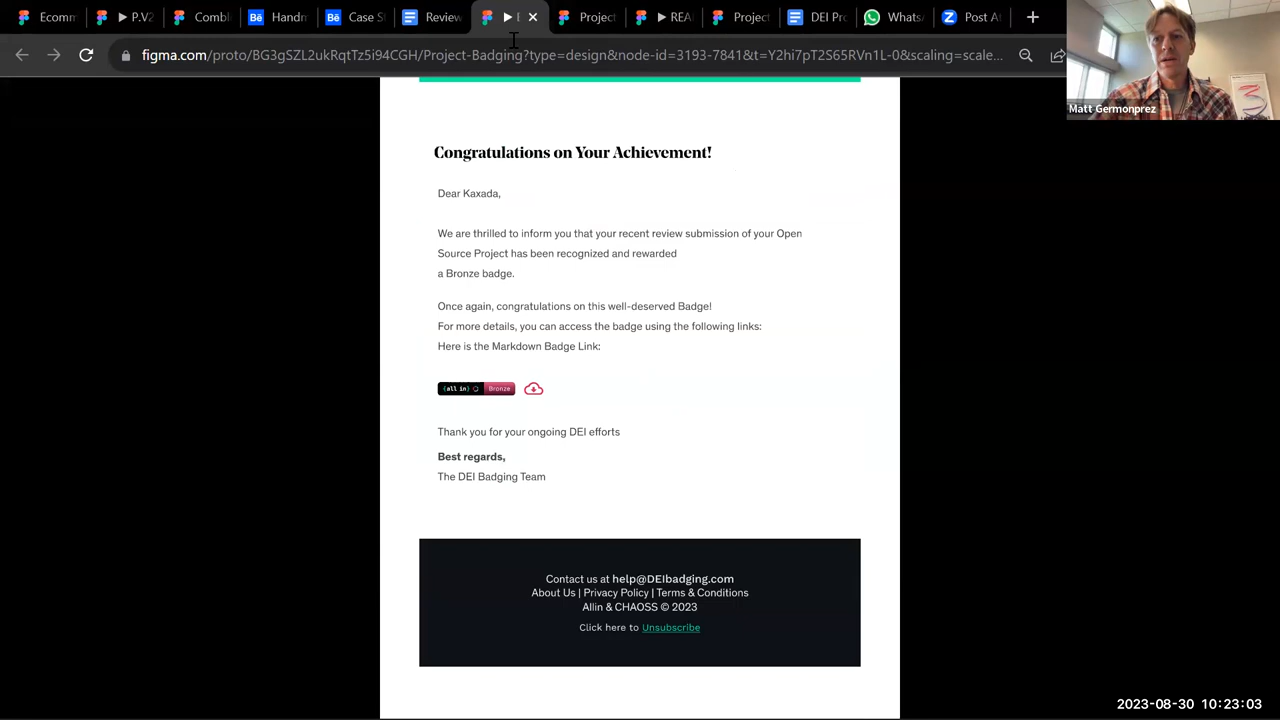 Ecom
P.V2
Combi
Handm
Case S
Review
Project
REA
Project
DEI Pro
Whats
Post At
figma.com/proto/BG3gSZL2ukRqtTz5i94CGH/Project-Badging?type=design&node-id=3193-7841&t=Y2hi7pT2S65RVn1L-0&scaling=scale...
Matt Germonprez
Congratulations on Your Achievement!
Dear Kaxada,
We are thrilled to inform you that your recent review submission of your Open
Source Project has been recognized and rewarded
a Bronze badge.
Once again, congratulations on this well-deserved Badge!
For more details, you can access the badge using the following links:
Here is the Markdown Badge Link:
{all in} Bronze
Thank you for your ongoing DEI efforts
Best regards,
The DEI Badging Team
Contact us at help@DEIbadging.com
About Us | Privacy Policy | Terms & Conditions
Allin & CHAOSS © 2023
Click here to Unsubscribe
2023-08-30 10:23:03